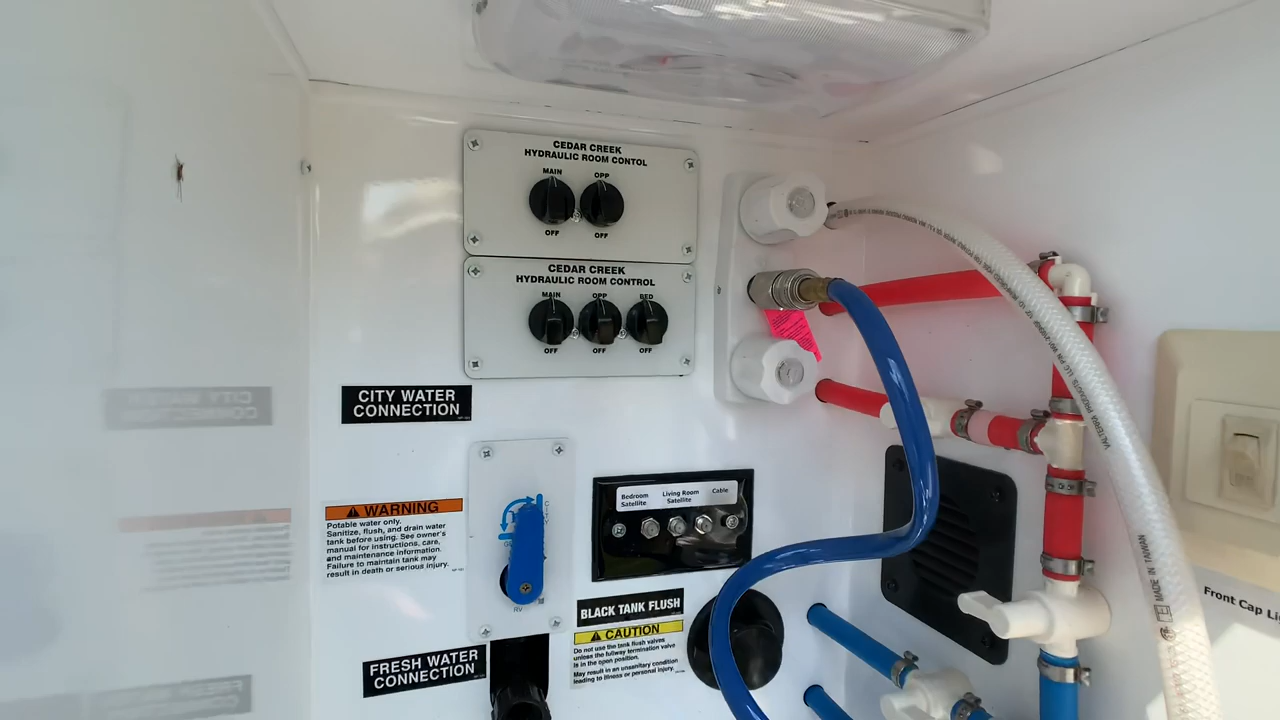 CEDAR CREEK
HYDRAULIC ROOM CONTOL
MAIN OPP
OFF OFF
CEDAR CREEK
HYDRAULIC ROOM CONTROL
MAIN OPP BED
OFF OFF OFF
CITY WATER
CONNECTION
WARNING
Potable water only.
Sanitize, flush, and drain water
tank before using. See owner's
manual for instructions, care,
and maintenance information.
Failure to maintain tank may
result in death or serious injury.
CITY
RV
Bedroom
Satellite
Living Room
Satellite
Cable
BLACK TANK FLUSH
CAUTION
Do not use the tank flush valves
unless the fullway termination valve
is in the open position.
May result in an unsanitary condition
leading to illness or personal injury.
FRESH WATER
CONNECTION
VALTERRA PRODUCTS, LLC
MADE IN TAIWAN
Front Cap